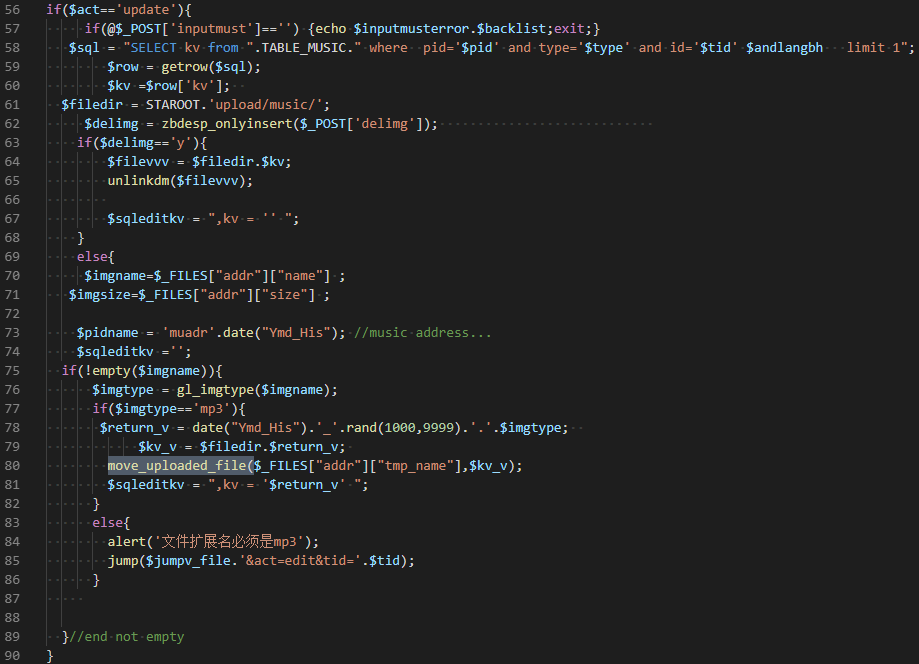 56 if($act=='update'){
57 if(@$_POST['inputmust']=='') {echo $inputmusterror.$backlist;exit;}
58 $sql = "SELECT kv from ".TABLE_MUSIC." where pid='$pid' and type='$type' and id='$tid' $andlangbh limit 1";
59 $row = getrow($sql);
60 $kv =$row['kv'];
61 $filedir = STAROOT.'upload/music/';
62 $delimg = zbdesp_onlyinsert($_POST['delimg']);
63 if($delimg=='y'){
64 $filevvv = $filedir.$kv;
65 unlinkdm($filevvv);
66
67 $sqleditkv = ",kv = '' ";
68 }
69 else{
70 $imgname=$_FILES["addr"]["name"] ;
71 $imgsize=$_FILES["addr"]["size"] ;
72
73 $pidname = 'muadr'.date("Ymd_His"); //music address...
74 $sqleditkv ='';
75 if(!empty($imgname)){
76 $imgtype = gl_imgtype($imgname);
77 if($imgtype=='mp3'){
78 $return_v = date("Ymd_His").'_'.rand(1000,9999).'.'.$imgtype;
79 $kv_v = $filedir.$return_v;
80 move_uploaded_file($_FILES["addr"]["tmp_name"],$kv_v);
81 $sqleditkv = ",kv = '$return_v' ";
82 }
83 else{
84 alert('文件扩展名必须是mp3');
85 jump($jumpv_file.'&act=edit&tid='.$tid);
86 }
87
88
89 }//end not empty
90 }